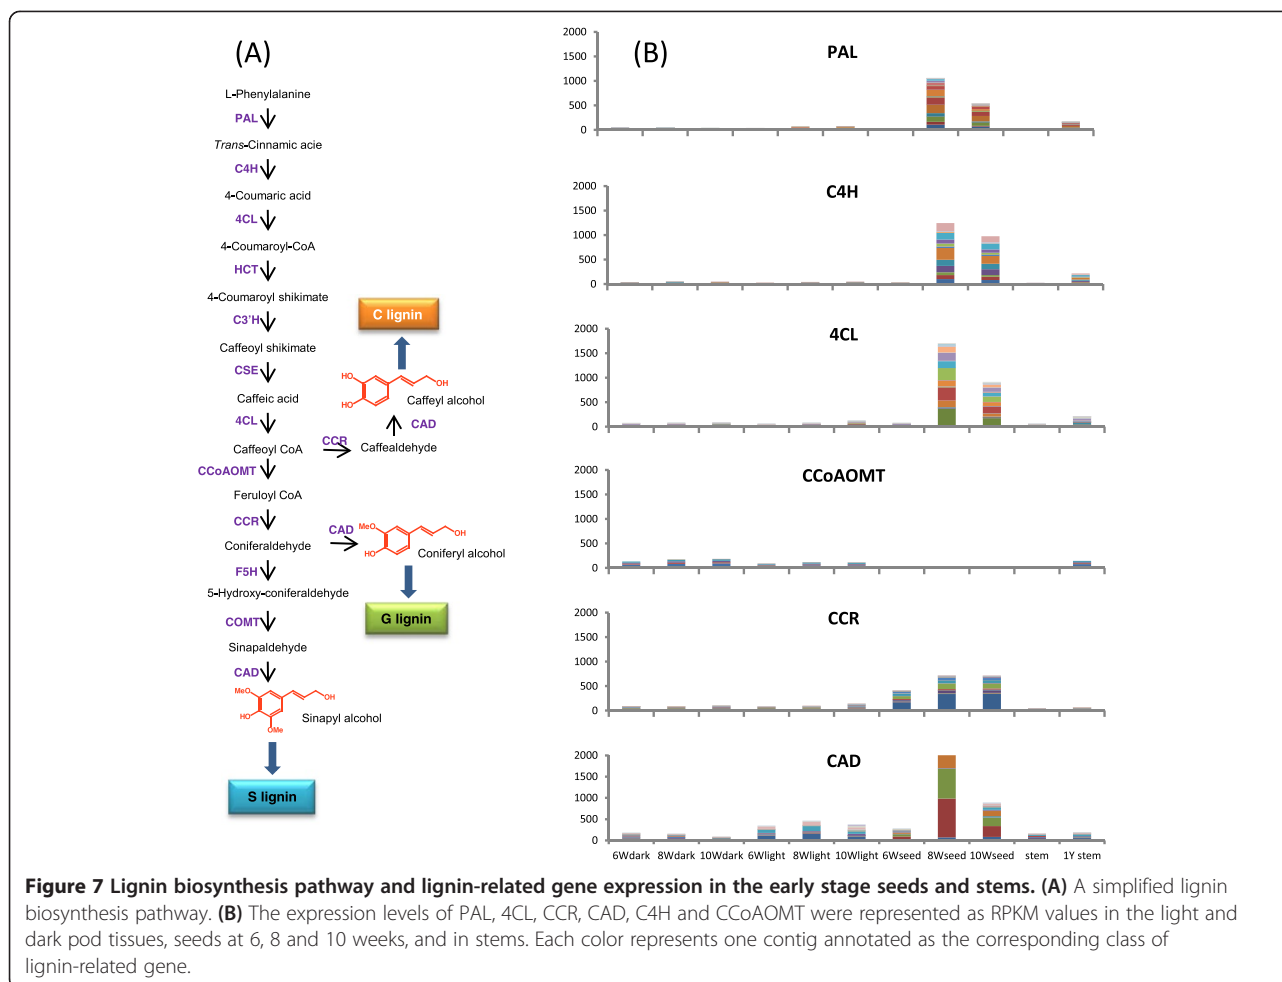 (A)
L-Phenylalanine
PAL
Trans-Cinnamic acie
C4H
4-Coumaric acid
4CL
4-Coumaroyl-CoA
HCT
4-Coumaroyl shikimate
C3'H
Caffeoyl shikimate
CSE
Caffeic acid
4CL
Caffeoyl CoA
CCR
Caffealdehyde
CAD
HO
HO
OH
Caffeyl alcohol
C lignin
CCoAOMT
Feruloyl CoA
CCR
Coniferaldehyde
CAD
MeO
HO
OH
Coniferyl alcohol
G lignin
F5H
5-Hydroxy-coniferaldehyde
COMT
Sinapaldehyde
CAD
MeO
HO
OMe
OH
Sinapyl alcohol
S lignin
(B)
PAL
2000
1500
1000
500
0
C4H
2000
1500
1000
500
0
4CL
2000
1500
1000
500
0
CCoAOMT
2000
1500
1000
500
0
CCR
2000
1500
1000
500
0
CAD
2000
1500
1000
500
0
6Wdark 8Wdark 10Wdark 6Wlight 8Wlight 10Wlight 6Wseed 8Wseed 10Wseed stem 1Y stem
Figure 7 Lignin biosynthesis pathway and lignin-related gene expression in the early stage seeds and stems. (A) A simplified lignin
biosynthesis pathway. (B) The expression levels of PAL, 4CL, CCR, CAD, C4H and CCoAOMT were represented as RPKM values in the light and
dark pod tissues, seeds at 6, 8 and 10 weeks, and in stems. Each color represents one contig annotated as the corresponding class of
lignin-related gene.